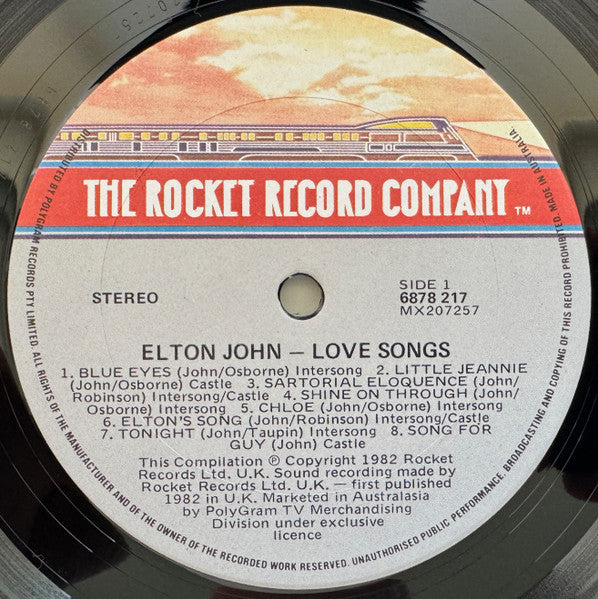 THE ROCKET RECORD COMPANY TM
STEREO
SIDE 1
6878 217
MX207257
ELTON JOHN – LOVE SONGS
1. BLUE EYES (John/Osborne) Intersong 2. LITTLE JEANNIE
(John/Osborne) Castle 3. SARTORIAL ELOQUENCE (John/
Robinson) Intersong/Castle 4. SHINE ON THROUGH (John/
Osborne) Intersong 5. CHLOE (John/Osborne) Castle
6. ELTON'S SONG (John/Robinson) Intersong/Castle
7. TONIGHT (John/Taupin) Intersong 8. SONG FOR
GUY (John) Castle
This Compilation ℗ Copyright 1982 Rocket
Records Ltd. U.K. Sound recording made by
Rocket Records Ltd. U.K. – first published
1982 in U.K. Marketed in Australasia
by PolyGram TV Merchandising
Division under exclusive
licence
DISTRIBUTED BY POLYGRAM RECORDS PTY LIMITED. ALL RIGHTS OF THE MANUFACTURER AND OF THE OWNER OF THE RECORDED WORK RESERVED. UNAUTHORISED PUBLIC PERFORMANCE, BROADCASTING AND COPYING OF THIS RECORD PROHIBITED. MADE IN AUSTRALIA.